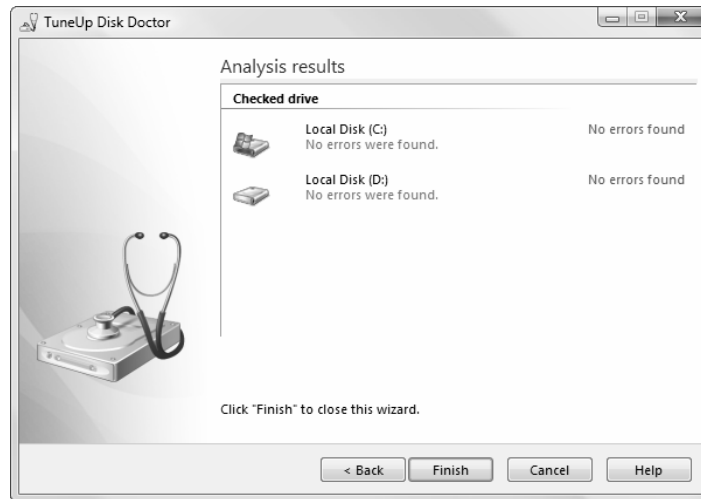 TuneUp Disk Doctor
Analysis results
Checked drive
Local Disk (C:) No errors found
No errors were found.
Local Disk (D:) No errors found
No errors were found.
Click "Finish" to close this wizard.
< Back Finish Cancel Help